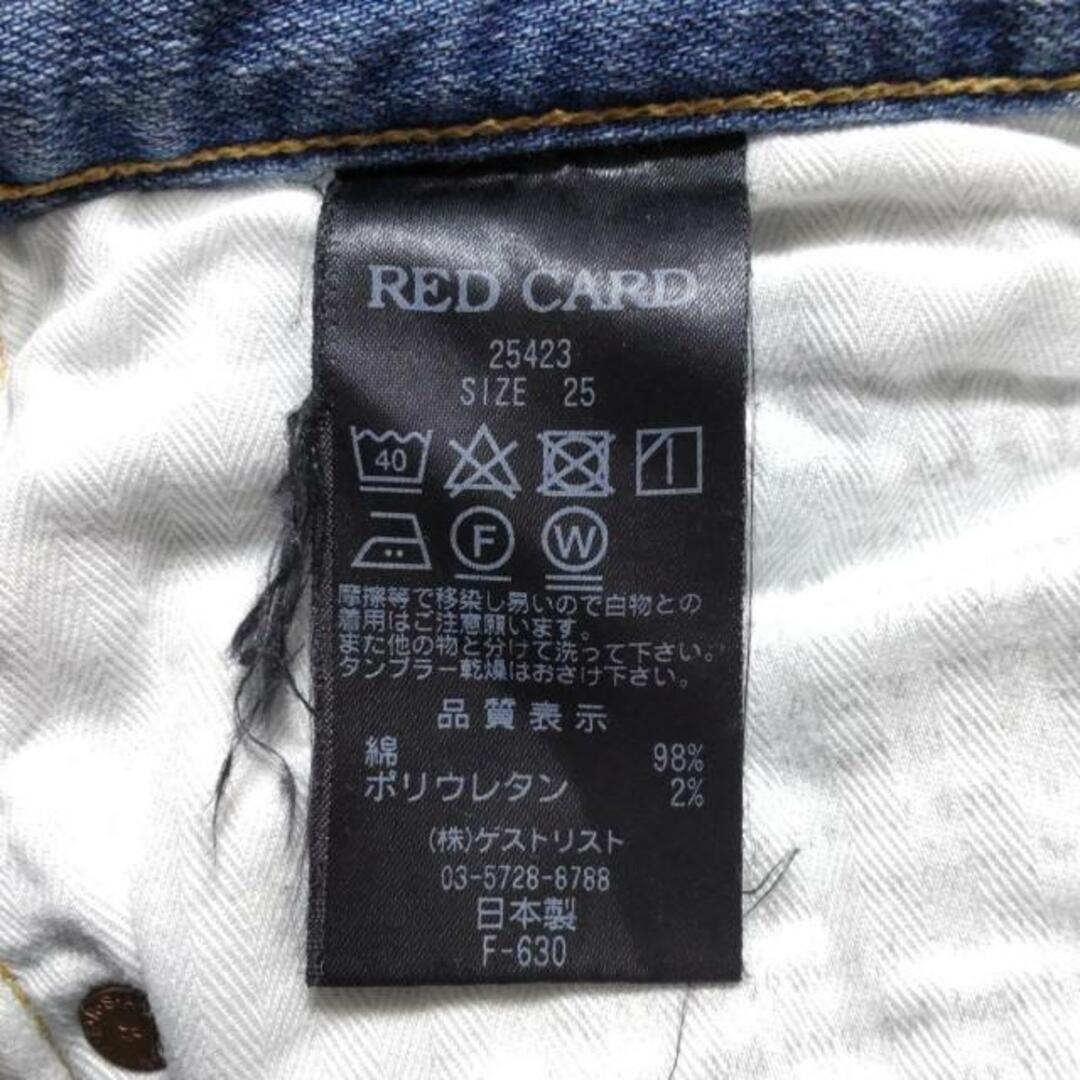 RED CARD
25423
SIZE 25
40
F W
摩擦等で移染し易いので白物との
着用はご注意願います。
また他の物と分けて洗って下さい。
タンブラー乾燥はおさけ下さい。
品質表示
綿 98%
ポリウレタン 2%
(株)ゲストリスト
03-5728-8788
日本製
F-630